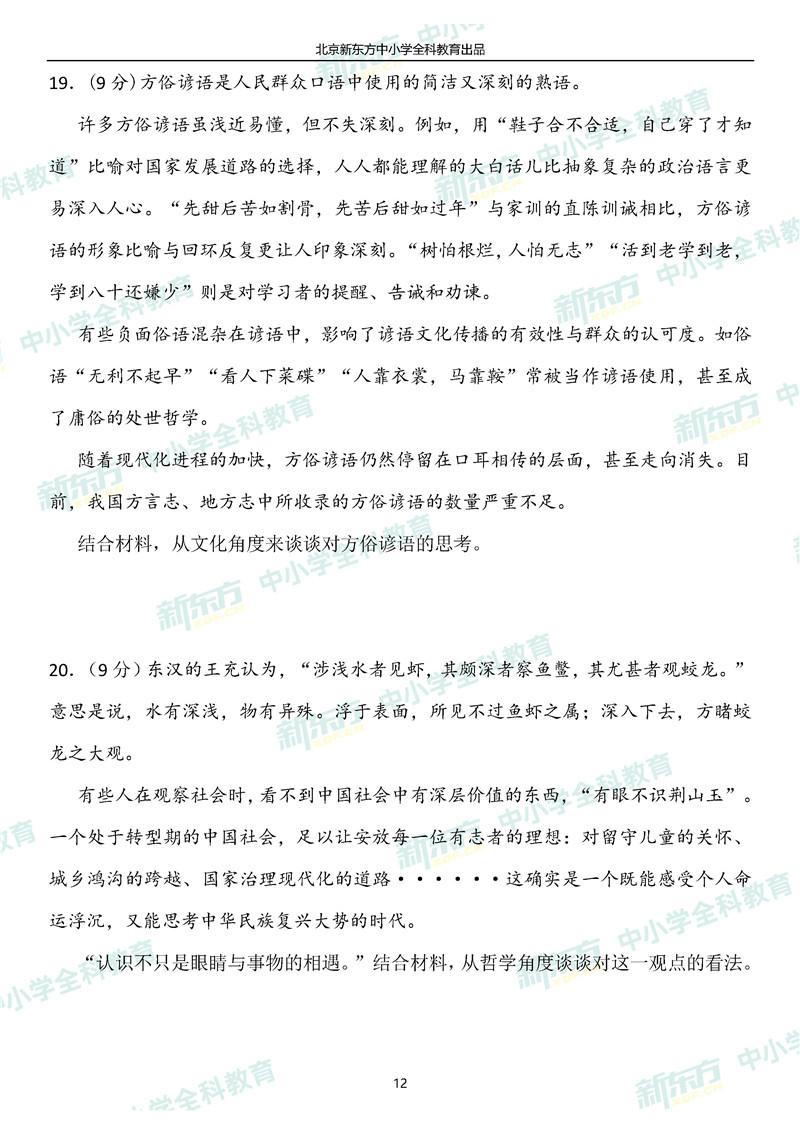 北京新东方中小学全科教育出品
19. (9 分)方俗谚语是人民群众口语中使用的简洁又深刻的熟语。
许多方俗谚语虽浅近易懂，但不失深刻。例如，用“鞋子合不合适，自己穿了才知
道”比喻对国家发展道路的选择，人人都能理解的大白话儿比抽象复杂的政治语言更
易深入人心。“先甜后苦如割骨，先苦后甜如过年”与家训的直陈训诫相比，方俗谚
语的形象比喻与回环反复更让人印象深刻。“树怕根烂，人怕无志”“活到老学到老，
学到八十还嫌少”则是对学习者的提醒、告诫和劝谏。
有些负面俗语混杂在谚语中，影响了谚语文化传播的有效性与群众的认可度。如俗
语“无利不起早”“看人下菜碟”“人靠衣裳，马靠鞍”常被当作谚语使用，甚至成
了庸俗的处世哲学。
随着现代化进程的加快，方俗谚语仍然停留在口耳相传的层面，甚至走向消失。目
前，我国方言志、地方志中所收录的方俗谚语的数量严重不足。
结合材料，从文化角度来谈谈对方俗谚语的思考。
20.（9 分）东汉的王充认为，“涉浅水者见虾，其颇深者察鱼鳖，其尤甚者观蛟龙。”
意思是说，水有深浅，物有异殊。浮于表面，所见不过鱼虾之属；深入下去，方睹蛟
龙之大观。
有些人在观察社会时，看不到中国社会中有深层价值的东西，“有眼不识荆山玉”。
一个处于转型期的中国社会，足以让安放每一位有志者的理想：对留守儿童的关怀、
城乡鸿沟的跨越、国家治理现代化的道路······这确实是一个既能感受个人命
运浮沉，又能思考中华民族复兴大势的时代。
“认识不只是眼睛与事物的相遇。”结合材料，从哲学角度谈谈对这一观点的看法。
12